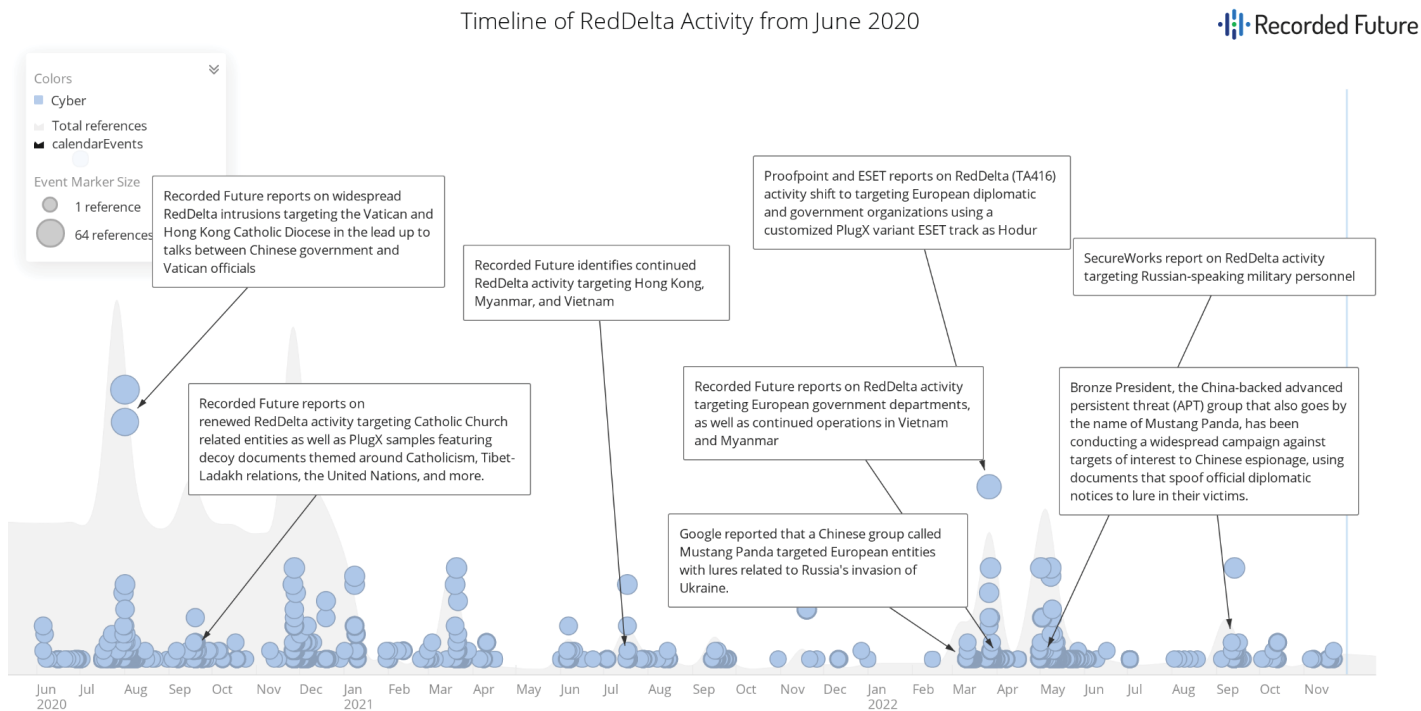 Timeline of RedDelta Activity from June 2020
Recorded Future
Colors
Cyber
Total references
calendarEvents
Event Marker Size
1 reference
64 references
Recorded Future reports on widespread
RedDelta intrusions targeting the Vatican and
Hong Kong Catholic Diocese in the lead up to
talks between Chinese government and
Vatican officials
Recorded Future reports on
renewed RedDelta activity targeting Catholic Church
related entities as well as PlugX samples featuring
decoy documents themed around Catholicism, Tibet-
Ladakh relations, the United Nations, and more.
Recorded Future identifies continued
RedDelta activity targeting Hong Kong,
Myanmar, and Vietnam
Proofpoint and ESET reports on RedDelta (TA416)
activity shift to targeting European diplomatic
and government organizations using a
customized PlugX variant ESET track as Hodur
Recorded Future reports on RedDelta activity
targeting European government departments,
as well as continued operations in Vietnam
and Myanmar
Google reported that a Chinese group called
Mustang Panda targeted European entities
with lures related to Russia's invasion of
Ukraine.
SecureWorks report on RedDelta activity
targeting Russian-speaking military personnel
Bronze President, the China-backed advanced
persistent threat (APT) group that also goes by
the name of Mustang Panda, has been
conducting a widespread campaign against
targets of interest to Chinese espionage, using
documents that spoof official diplomatic
notices to lure in their victims.
Jun Jul Aug Sep Oct Nov Dec Jan Feb Mar Apr May Jun Jul Aug Sep Oct Nov Dec Jan Feb Mar Apr May Jun Jul Aug Sep Oct Nov
2020 2021 2022